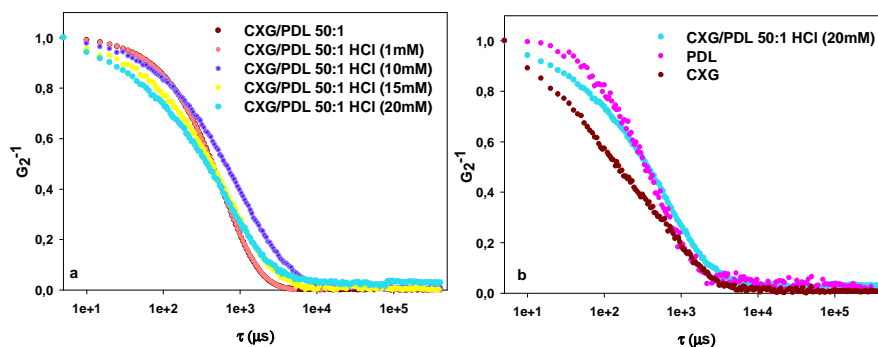 CXG/PDL 50:1
CXG/PDL 50:1 HCl (1mM)
CXG/PDL 50:1 HCl (10mM)
CXG/PDL 50:1 HCl (15mM)
CXG/PDL 50:1 HCl (20mM)
1,0
0,8
0,6
0,4
0,2
0,0
G2-1
a
1e+1 1e+2 1e+3 1e+4 1e+5
τ (μs)
CXG/PDL 50:1 HCl (20mM)
PDL
CXG
1,0
0,8
0,6
0,4
0,2
0,0
G2-1
b
1e+1 1e+2 1e+3 1e+4 1e+5
τ (μs)